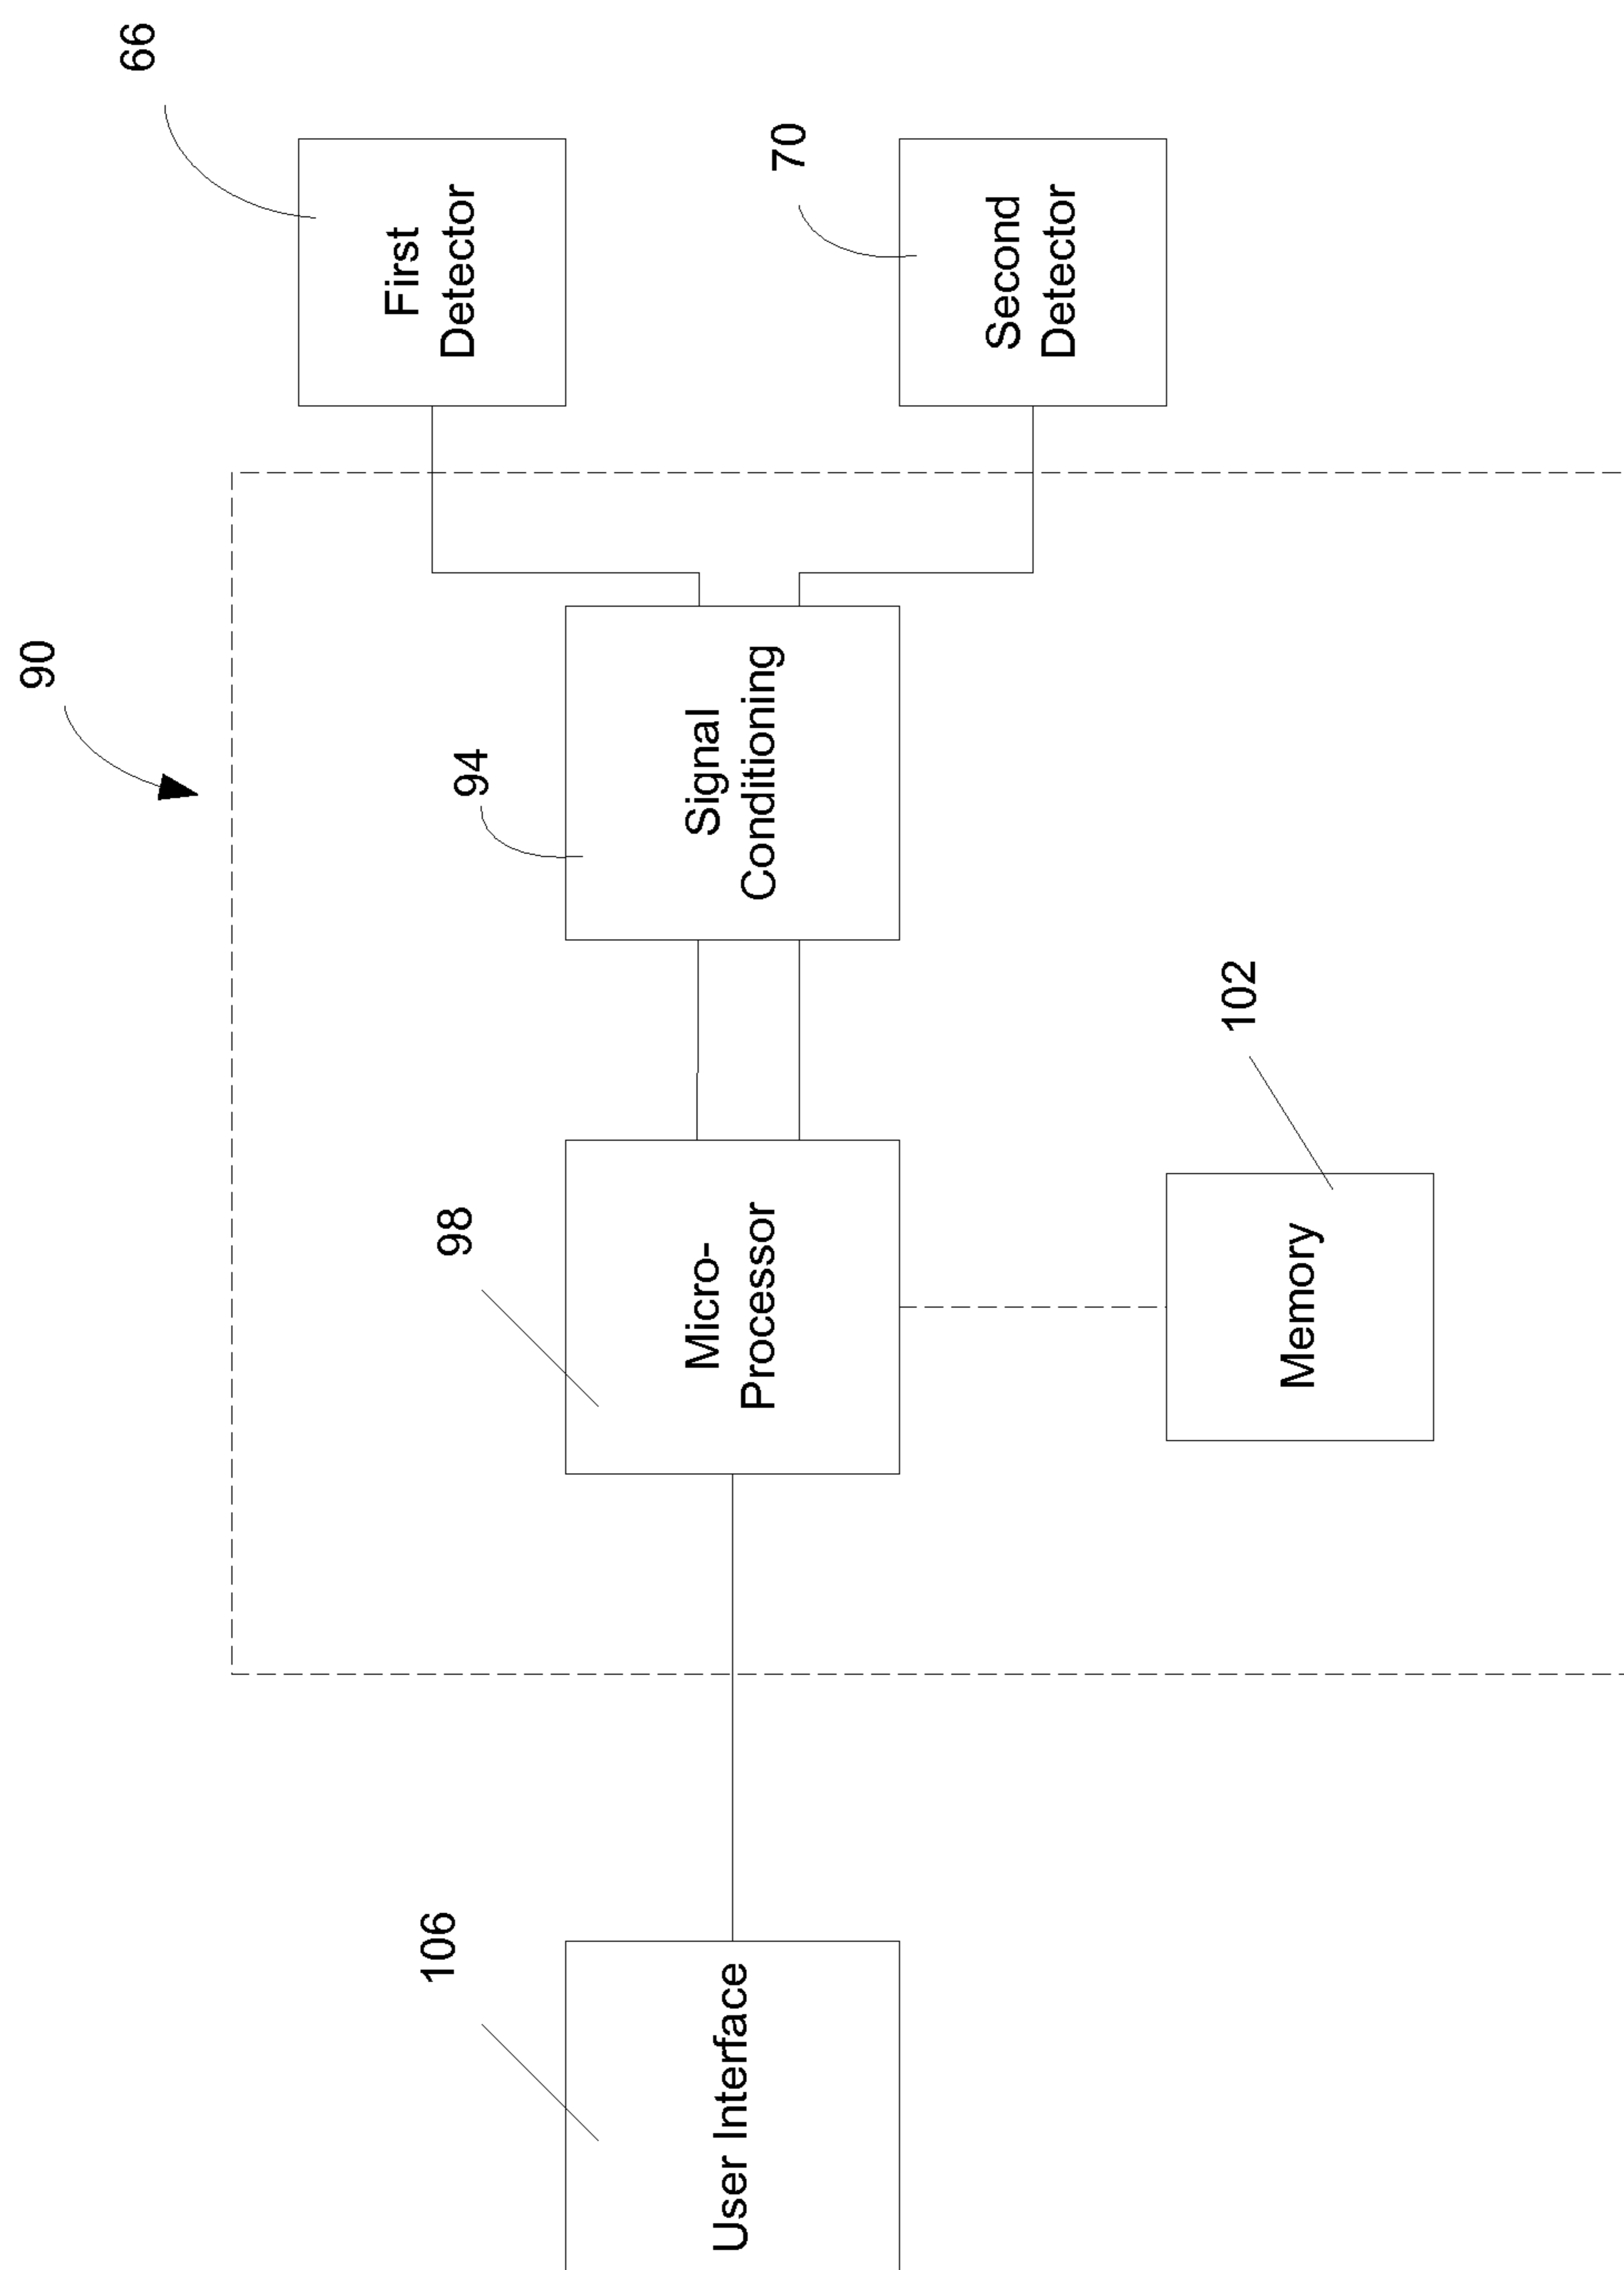 66
First
Detector
70
Second
Detector
90
94
Signal
Conditioning
98
Micro-
Processor
102
Memory
106
User Interface